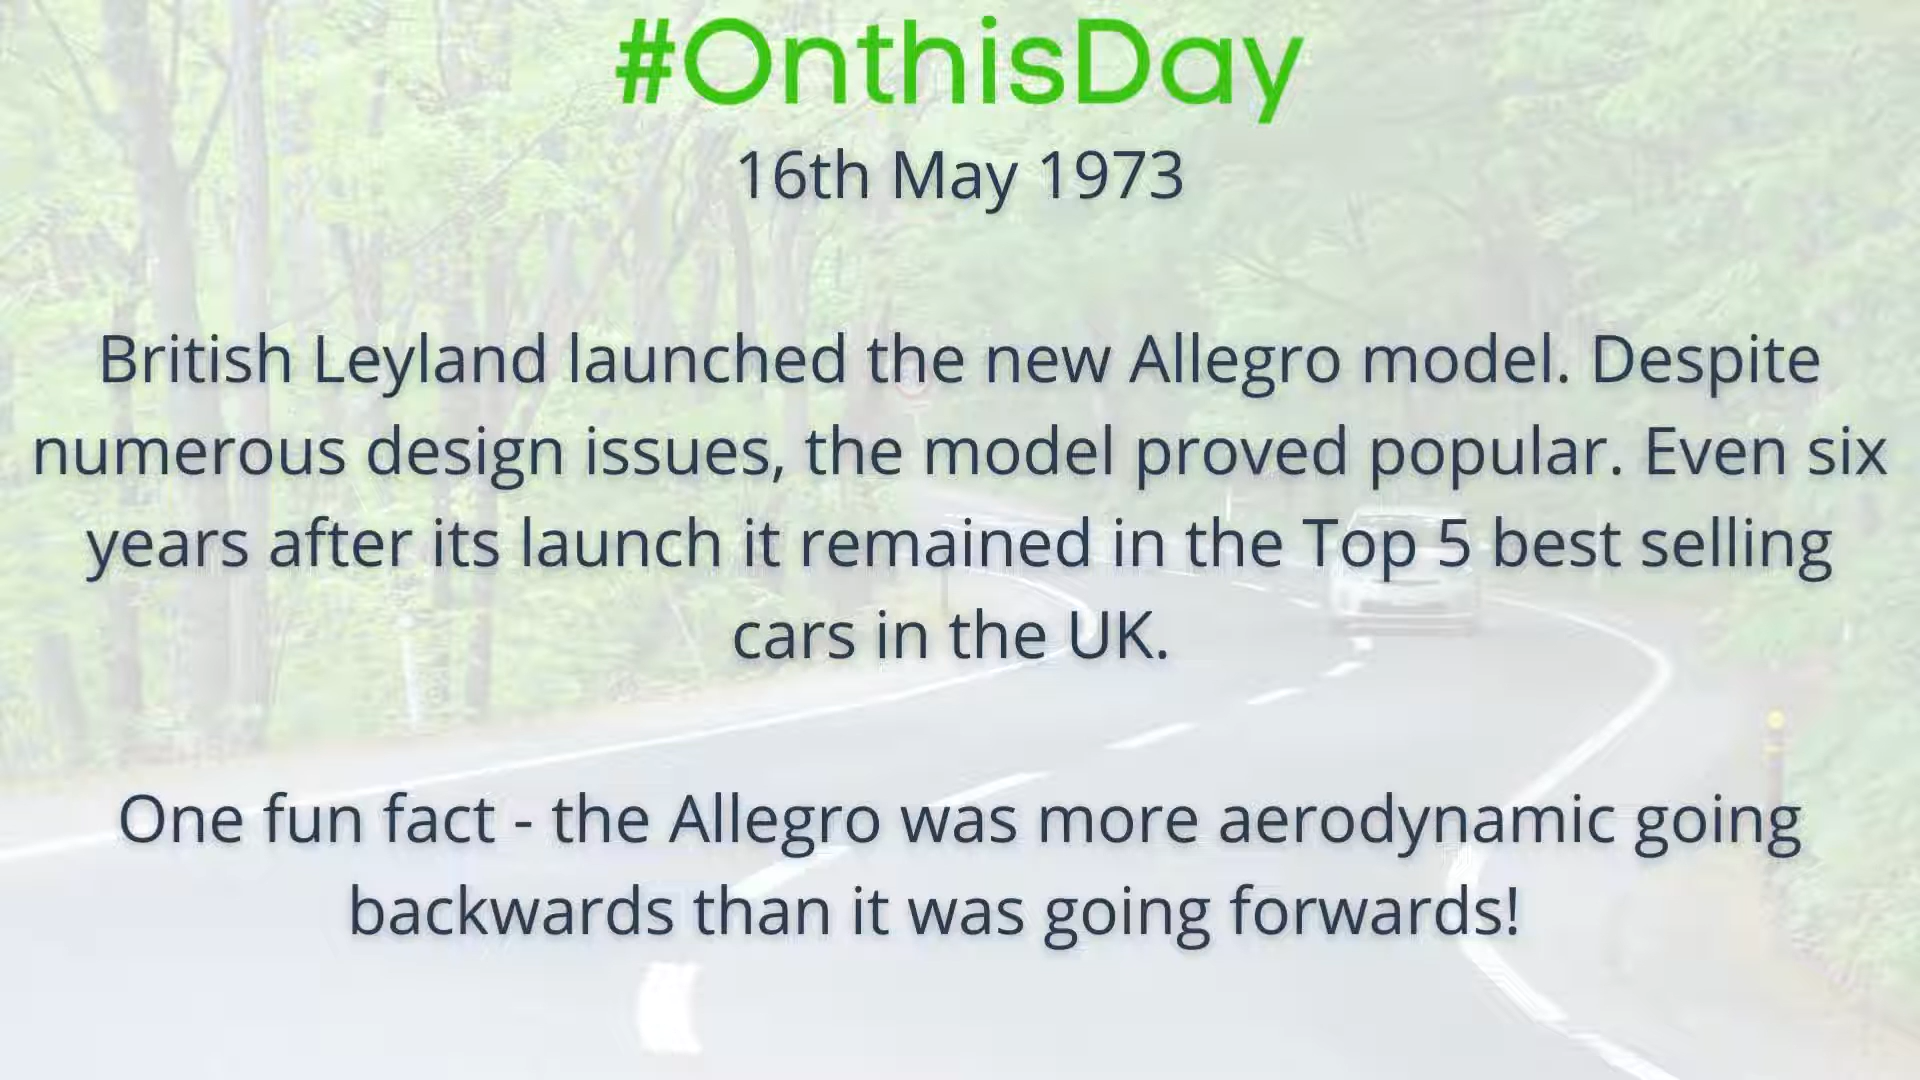 #OnthisDay
16th May 1973
British Leyland launched the new Allegro model. Despite
numerous design issues, the model proved popular. Even six
years after its launch it remained in the Top 5 best selling
cars in the UK.
One fun fact - the Allegro was more aerodynamic going
backwards than it was going forwards!